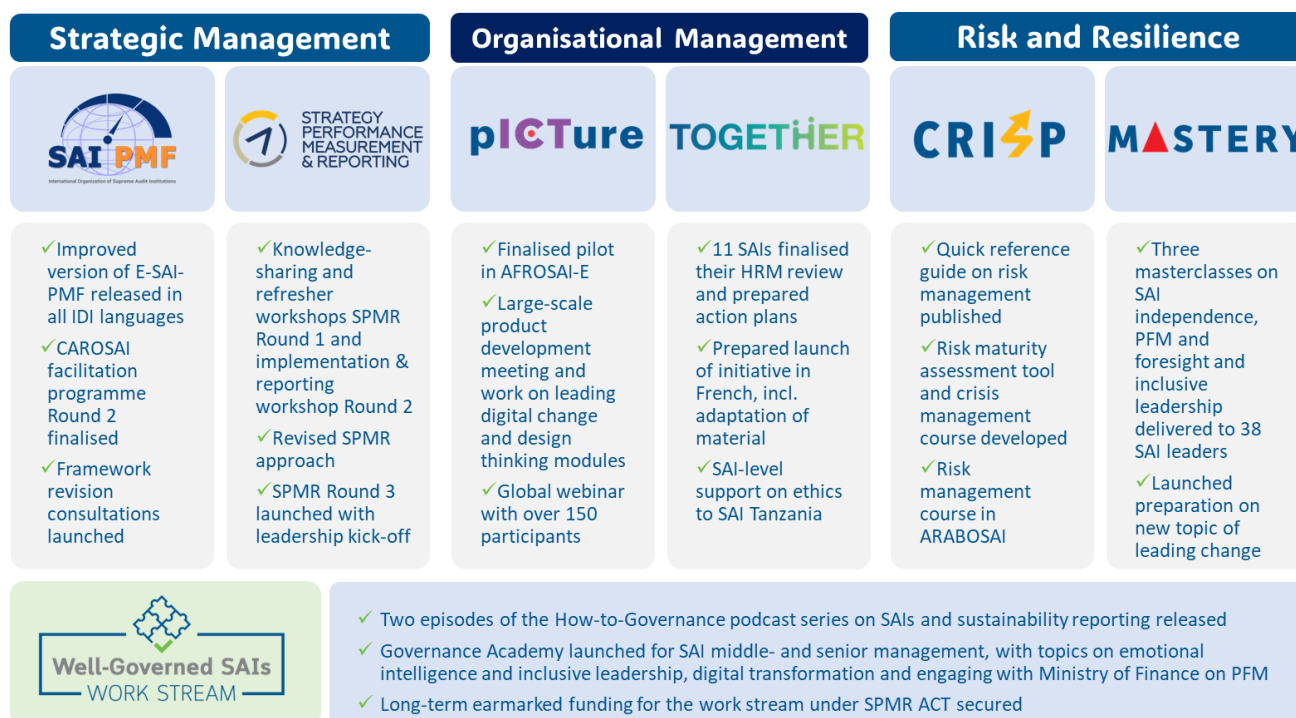 Strategic Management
SAI PMF
International Organization of Supreme Audit Institutions
STRATEGY
PERFORMANCE
MEASUREMENT
& REPORTING
✓Improved
version of E-SAI-
PMF released in
all IDI languages
✓CAROSAI
facilitation
programme
Round 2
finalised
✓Framework
revision
consultations
launched
✓Knowledge-
sharing and
refresher
workshops SPMR
Round 1 and
implementation &
reporting
workshop Round 2
✓Revised SPMR
approach
✓SPMR Round 3
launched with
leadership kick-off
Organisational Management
pICTure
TOGETHER
✓Finalised pilot
in AFROSAI-E
✓Large-scale
product
development
meeting and
work on leading
digital change
and design
thinking modules
✓Global webinar
with over 150
participants
✓11 SAIs finalised
their HRM review
and prepared
action plans
✓Prepared launch
of initiative in
French, incl.
adaptation of
material
✓SAI-level
support on ethics
to SAI Tanzania
Risk and Resilience
CRISP
MASTERY
✓Quick reference
guide on risk
management
published
✓Risk maturity
assessment tool
and crisis
management
course developed
✓Risk
management
course in
ARABOSAI
✓Three
masterclasses on
SAI
independence,
PFM and
foresight and
inclusive
leadership
delivered to 38
SAI leaders
✓Launched
preparation on
new topic of
leading change
Well-Governed SAIs
WORK STREAM
✓ Two episodes of the How-to-Governance podcast series on SAIs and sustainability reporting released
✓ Governance Academy launched for SAI middle- and senior management, with topics on emotional
intelligence and inclusive leadership, digital transformation and engaging with Ministry of Finance on PFM
✓ Long-term earmarked funding for the work stream under SPMR ACT secured